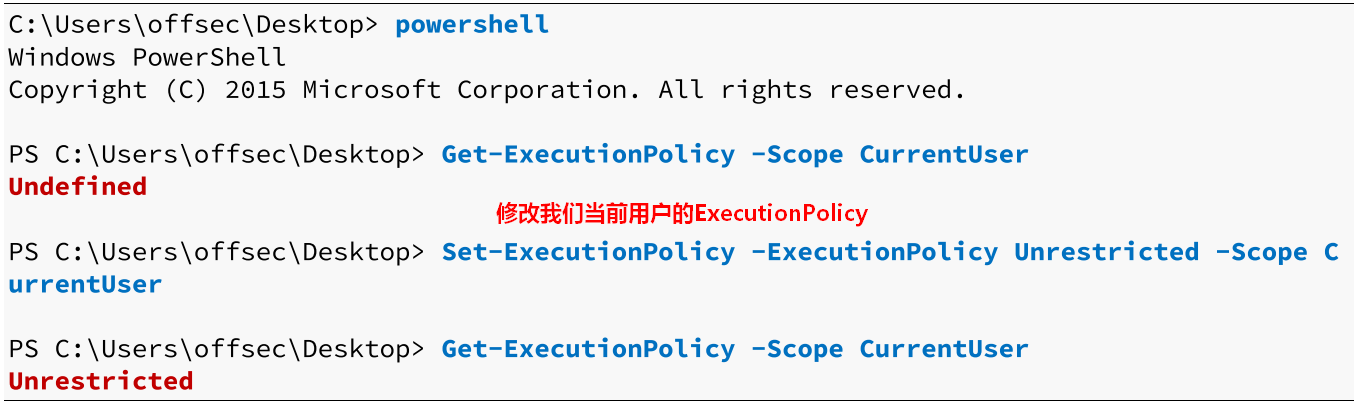 C:\Users\offsec\Desktop> powershell
Windows PowerShell
Copyright (C) 2015 Microsoft Corporation. All rights reserved.
PS C:\Users\offsec\Desktop> Get-ExecutionPolicy -Scope CurrentUser
Undefined
修改我们当前用户的ExecutionPolicy
PS C:\Users\offsec\Desktop> Set-ExecutionPolicy -ExecutionPolicy Unrestricted -Scope C
urrentUser
PS C:\Users\offsec\Desktop> Get-ExecutionPolicy -Scope CurrentUser
Unrestricted